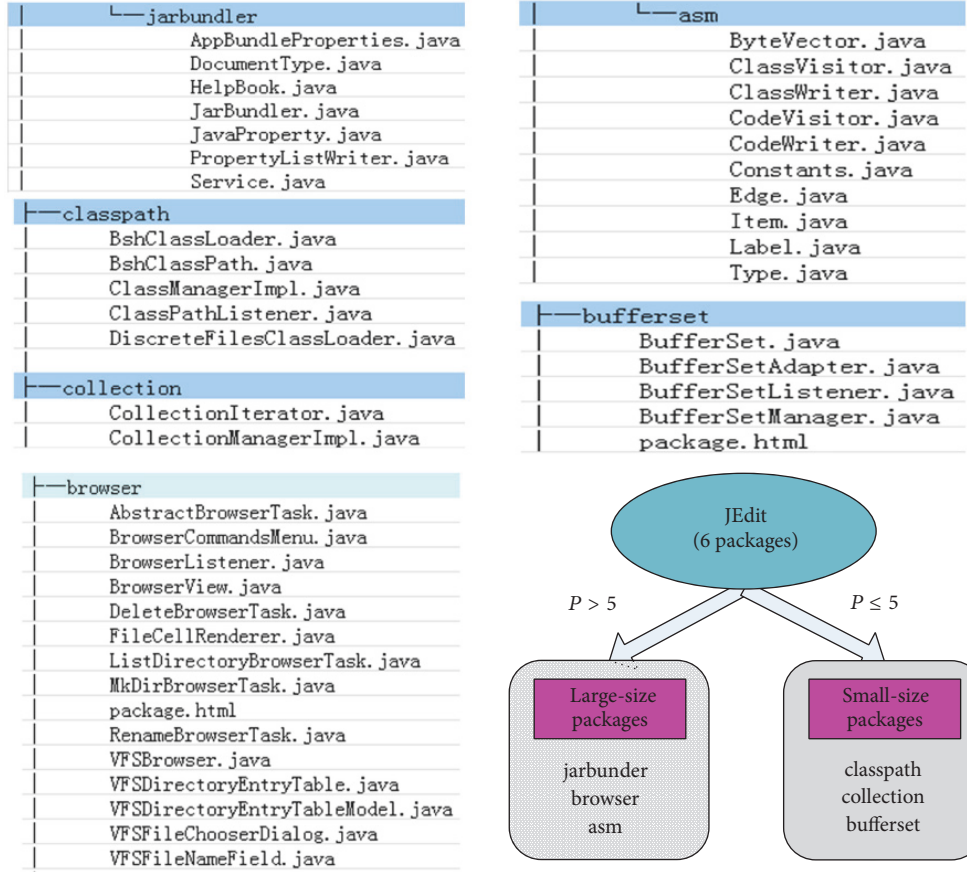 jarbundler
AppBundleProperties.java
DocumentType.java
HelpBook.java
JarBundler.java
JavaProperty.java
PropertyListWriter.java
Service.java
classpath
BshClassLoader.java
BshClassPath.java
ClassManagerImpl.java
ClassPathListener.java
DiscreteFilesClassLoader.java
collection
CollectionIterator.java
CollectionManagerImpl.java
browser
AbstractBrowserTask.java
BrowserCommandsMenu.java
BrowserListener.java
BrowserView.java
DeleteBrowserTask.java
FileCellRenderer.java
ListDirectoryBrowserTask.java
MkDirBrowserTask.java
package.html
RenameBrowserTask.java
VFSBrowser.java
VFSDirectoryEntryTable.java
VFSDirectoryEntryTableModel.java
VFSFileChooserDialog.java
VFSFileNameField.java
asm
ByteVector.java
ClassVisitor.java
ClassWriter.java
CodeVisitor.java
CodeWriter.java
Constants.java
Edge.java
Item.java
Label.java
Type.java
bufferset
BufferSet.java
BufferSetAdapter.java
BufferSetListener.java
BufferSetManager.java
package.html
JEdit
(6 packages)
P > 5
P ≤ 5
Large-size
packages
jarbunder
browser
asm
Small-size
packages
classpath
collection
bufferset